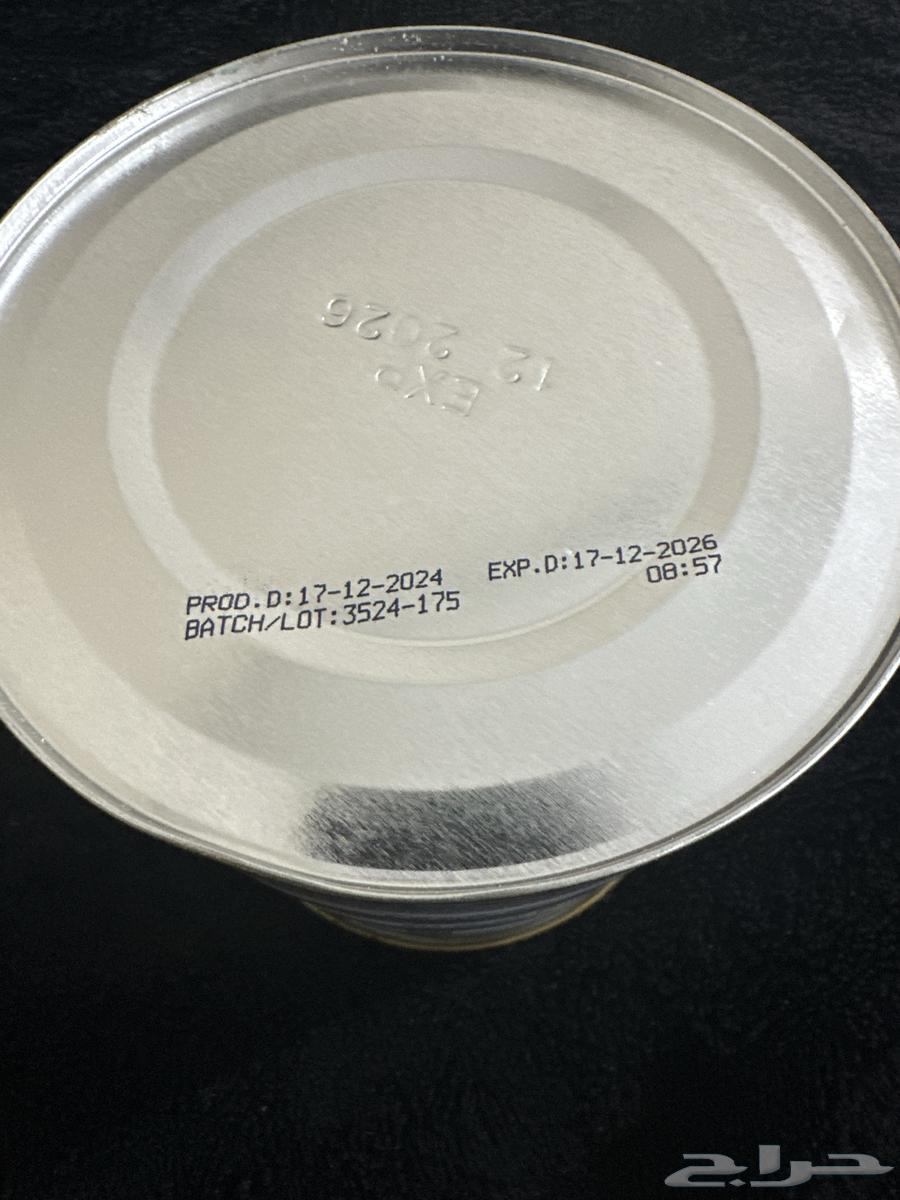 EXP
12 2026
PROD.D:17-12-2024 EXP.D:17-12-2026
BATCH/LOT:3524-175 08:57
حراج